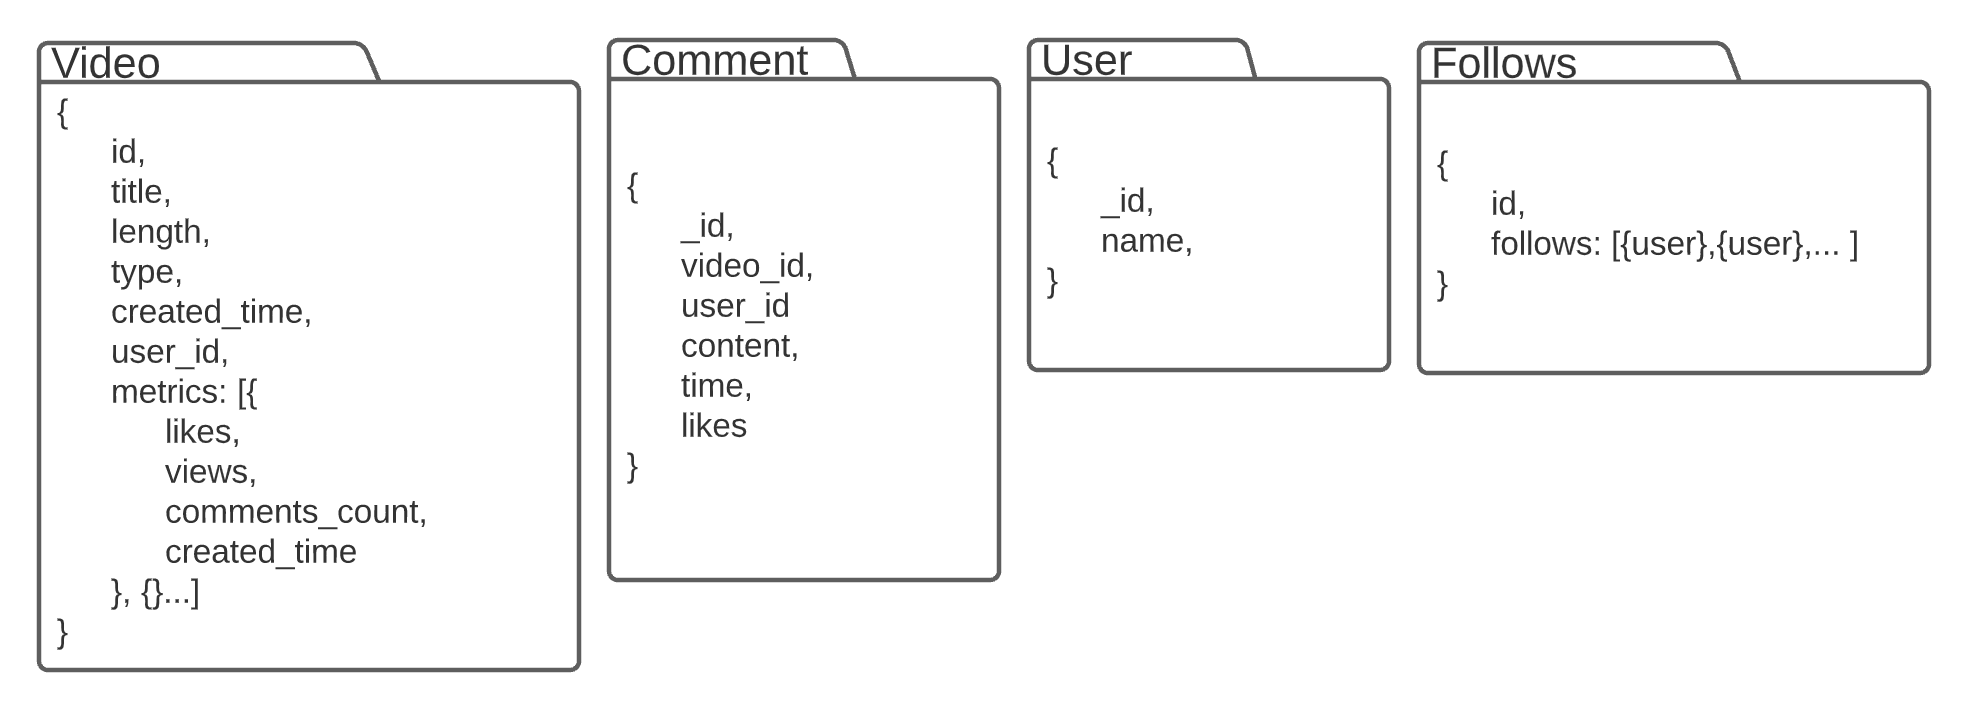 Video
{
id,
title,
length,
type,
created_time,
user_id,
metrics: [{
likes,
views,
comments_count,
created_time
}, {}...]
}
Comment
{
_id,
video_id,
user_id
content,
time,
likes
}
User
{
_id,
name,
}
Follows
{
id,
follows: [{user},{user},... ]
}